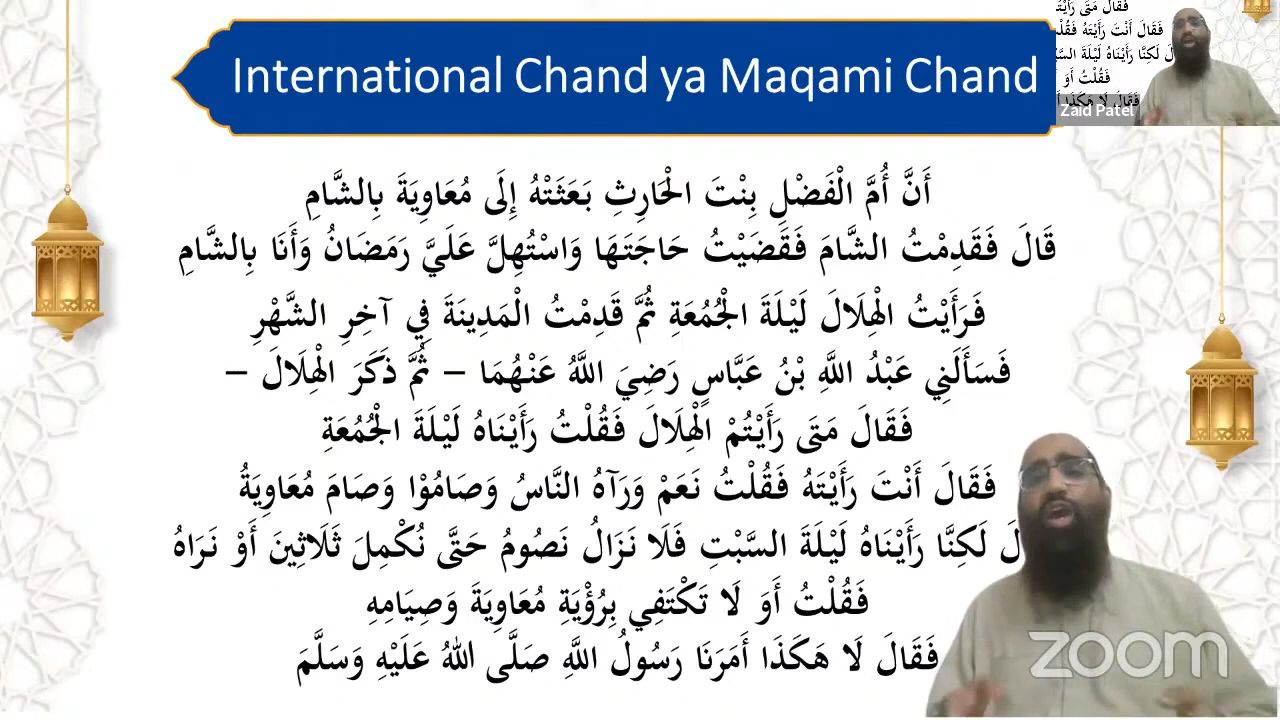 International Chand ya Maqami Chand
أَنَّ أُمَّ الْفَضْلِ بِنْتَ الْحَارِثِ بَعَثَتْهُ إِلَى مُعَاوِيَةَ بِالشَّامِ
قَالَ فَقَدِمْتُ الشَّامَ فَقَضَيْتُ حَاجَتَهَا وَاسْتُهِلَّ عَلَيَّ رَمَضَانُ وَأَنَا بِالشَّامِ
فَرَأَيْتُ الْهِلَالَ لَيْلَةَ الْجُمُعَةِ ثُمَّ قَدِمْتُ الْمَدِينَةَ فِي آخِرِ الشَّهْرِ
فَسَأَلَنِي عَبْدُ اللَّهِ بْنُ عَبَّاسٍ رَضِيَ اللَّهُ عَنْهُمَا – ثُمَّ ذَكَرَ الْهِلَالَ –
فَقَالَ مَتَى رَأَيْتُمْ الْهِلَالَ فَقُلْتُ رَأَيْنَاهُ لَيْلَةَ الْجُمُعَةِ
فَقَالَ أَنْتَ رَأَيْتَهُ فَقُلْتُ نَعَمْ وَرَآهُ النَّاسُ وَصَامُوْا وَصَامَ مُعَاوِيَةُ
لَ لَكِنَّا رَأَيْنَاهُ لَيْلَةَ السَّبْتِ فَلَا نَزَالُ نَصُومُ حَتَّى نُكْمِلَ ثَلَاثِينَ أَوْ نَرَاهُ
فَقُلْتُ أَوَ لَا تَكْتَفِي بِرُؤْيَةِ مُعَاوِيَةَ وَصِيَامِهِ
فَقَالَ لَا هَكَذَا أَمَرَنَا رَسُولُ اللَّهِ صَلَّى اللهُ عَلَيْهِ وَسَلَّمَ
فَقَالَ أَنْتَ رَأَيْتَهُ
لَكِنَّا رَأَيْنَاهُ لَيْلَةَ
فَقُلْتُ أَوَ
Zaid Patel
zoom